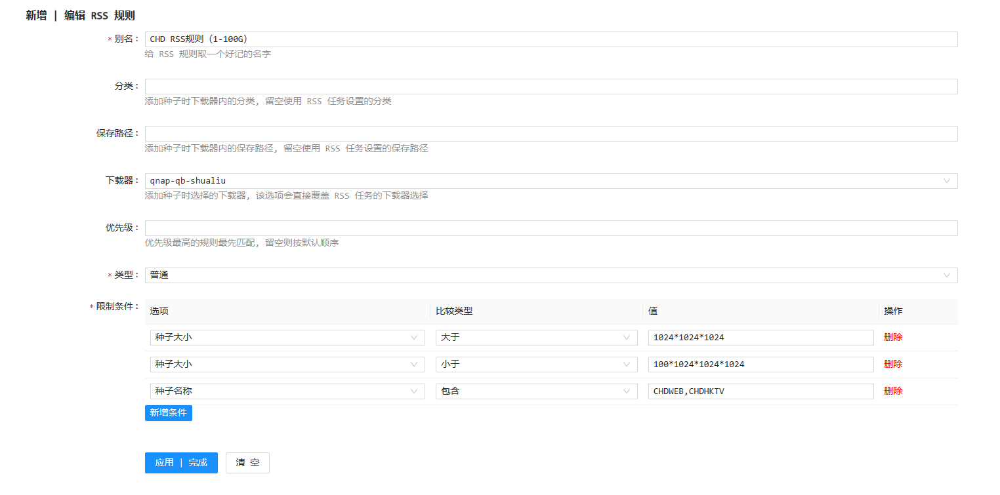 新增 | 编辑 RSS 规则
* 别名: CHD RSS规则（1-100G）
给 RSS 规则取一个好记的名字
分类:
添加种子时下载器内的分类, 留空使用 RSS 任务设置的分类
保存路径:
添加种子时下载器内的保存路径, 留空使用 RSS 任务设置的保存路径
下载器: qnap-qb-shualiu
添加种子时选择的下载器, 该选项会直接覆盖 RSS 任务的下载器选择
优先级:
优先级最高的规则最先匹配, 留空则按默认顺序
* 类型: 普通
* 限制条件: 选项 比较类型 值 操作
种子大小 大于 1024*1024*1024 删除
种子大小 小于 100*1024*1024*1024 删除
种子名称 包含 CHDWEB,CHDHKTV 删除
新增条件
应用 | 完成 清 空